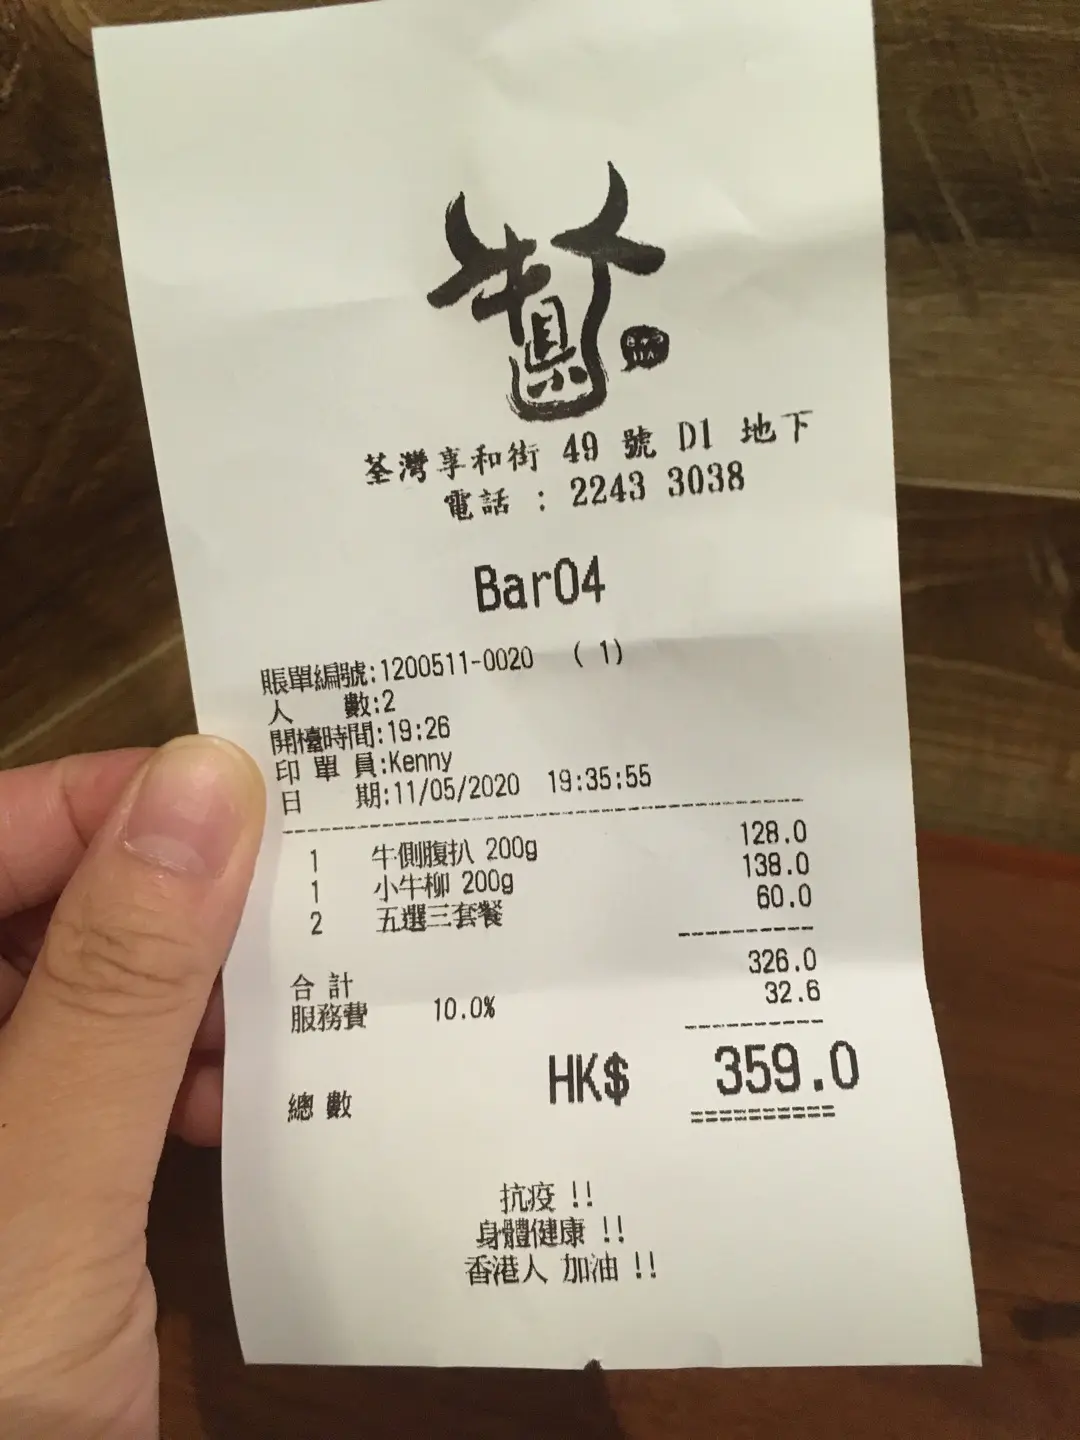 荃灣享和街 49 號 D1 地下
電話 : 2243 3038
Bar04
賬單編號:1200511-0020 ( 1)
人 數:2
開檯時間:19:26
印 單 員:Kenny
日 期:11/05/2020 19:35:55
1 牛側腹扒 200g 128.0
1 小牛柳 200g 138.0
2 五選三套餐 60.0
合 計 326.0
服務費 10.0% 32.6
總 數 HK$ 359.0
抗疫 !!
身體健康 !!
香港人 加油 !!